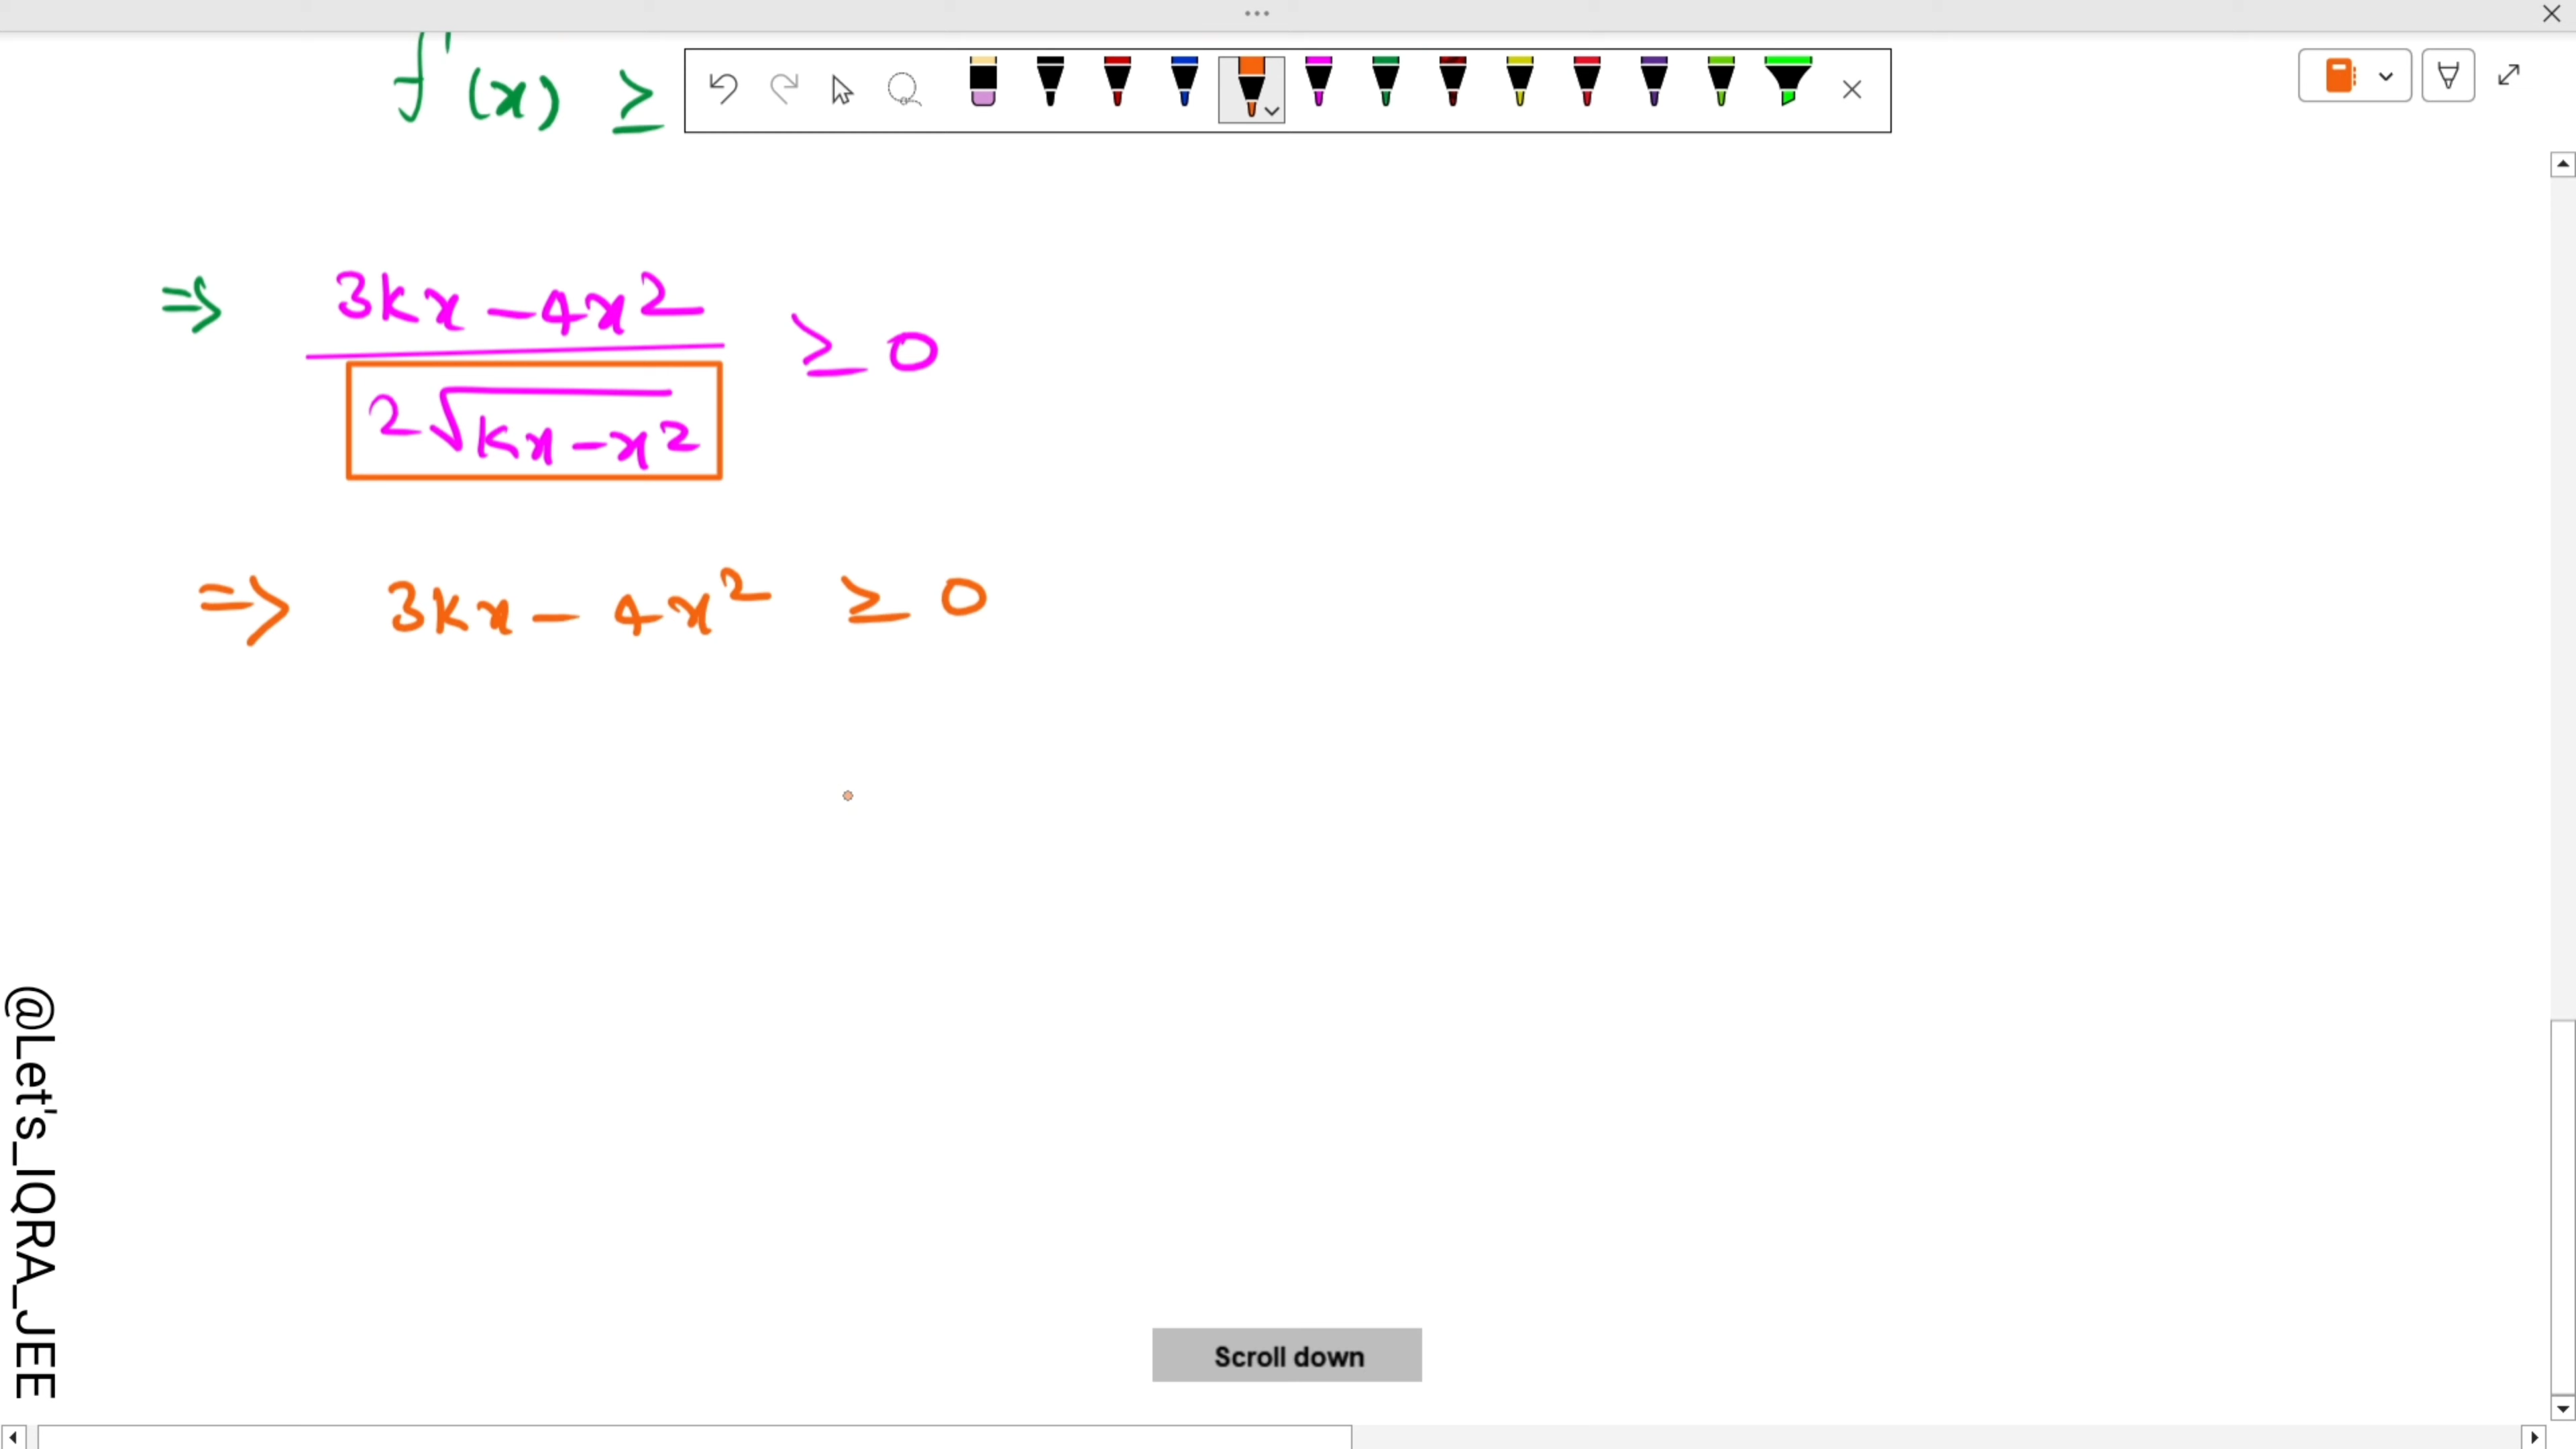 f'(x) ≥
⇒ 3kx − 4x² / 2√kx − x² ≥ 0
⇒ 3kx − 4x² ≥ 0
@Let's_IQRA_JEE
Scroll down